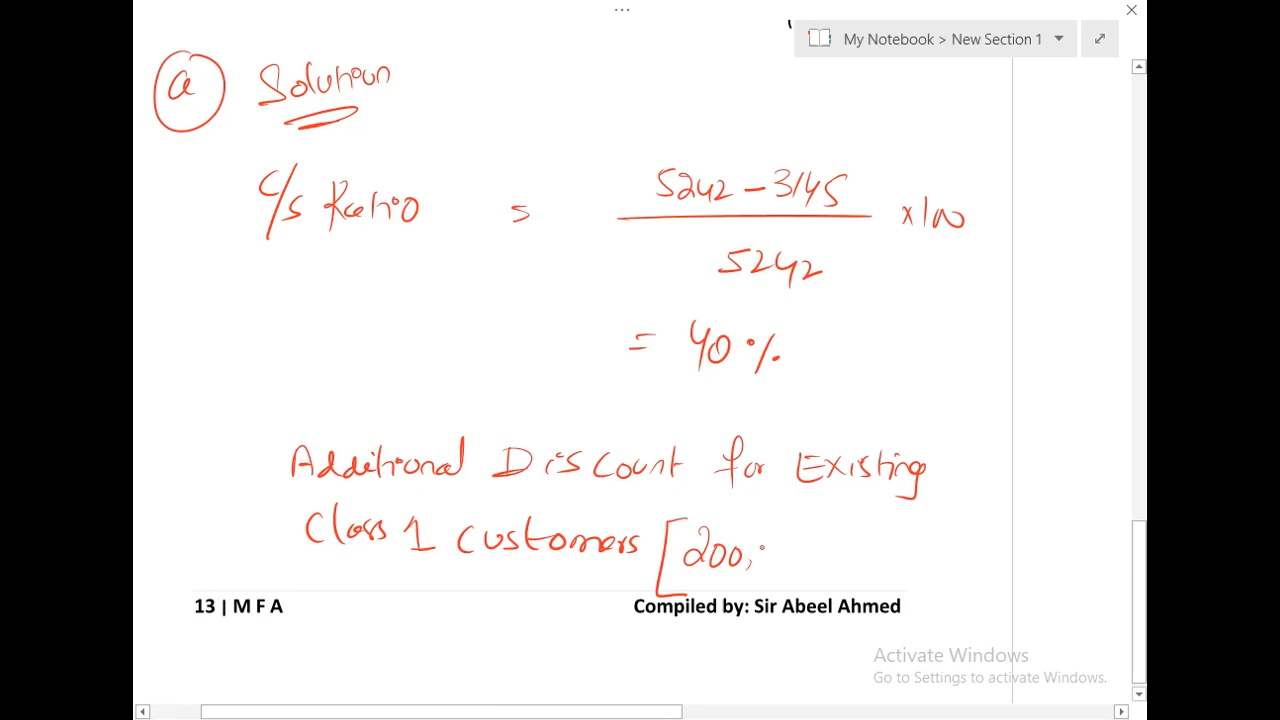 My Notebook > New Section 1
a Solution
C/S Ratio = 5242 - 3145 x 100
5242
= 40%
Additional Discount for Existing
Class 1 Customers [200,
13 | M F A Compiled by: Sir Abeel Ahmed
Activate Windows
Go to Settings to activate Windows.